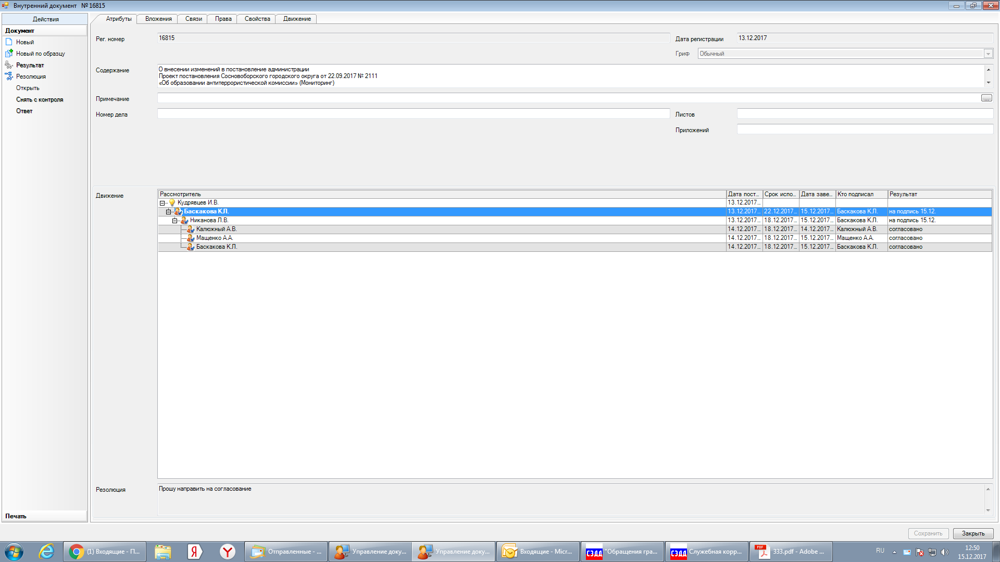 Внутренний документ № 16815
Действия
Документ
Новый
Новый по образцу
Результат
Резолюция
Открыть
Снять с контроля
Ответ
Печать
Атрибуты Вложения Связи Права Свойства Движение
Рег. номер 16815 Дата регистрации 13.12.2017
Гриф Обычный
Содержание О внесении изменений в постановление администрации
Проект постановления Сосновоборского городского округа от 22.09.2017 № 2111
«Об образовании антитеррористической комиссии» (Мониторинг)
Примечание ...
Номер дела Листов
Приложений
Движение
Рассмотритель Дата пост... Срок испо... Дата заве... Кто подписал Результат
Кудрявцев И.В. 13.12.2017...
Баскакова К.Л. 13.12.2017... 22.12.2017... 15.12.2017... Баскакова К.Л. на подпись 15.12.
Никанова Л.В. 13.12.2017... 18.12.2017... 15.12.2017... Баскакова К.Л. на подпись 15.12.
Калюжный А.В. 14.12.2017... 18.12.2017... 14.12.2017... Калюжный А.В. согласовано
Мащенко А.А. 14.12.2017... 18.12.2017... 15.12.2017... Мащенко А.А. согласовано
Баскакова К.Л. 14.12.2017... 18.12.2017... 15.12.2017... Баскакова К.Л. согласовано
Резолюция Прошу направить на согласование
Сохранить Закрыть
(1) Входящие - П... Я Y Отправленные - ... Управление доку... Управление доку... Входящие - Micr... СЭДД "Обращения гра... СЭДД Служебная корр... PDF 333.pdf - Adobe ... RU 12:50
15.12.2017